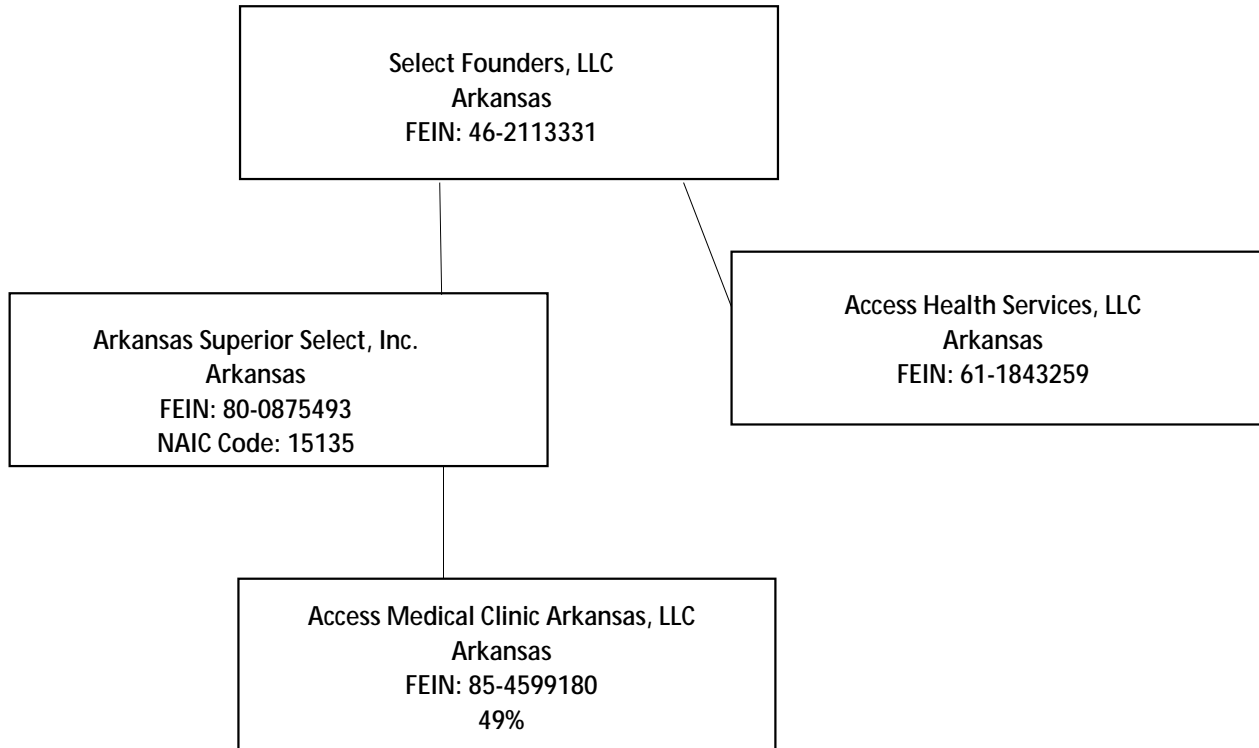 Select Founders, LLC
Arkansas
FEIN: 46-2113331
Arkansas Superior Select, Inc.
Arkansas
FEIN: 80-0875493
NAIC Code: 15135
Access Health Services, LLC
Arkansas
FEIN: 61-1843259
Access Medical Clinic Arkansas, LLC
Arkansas
FEIN: 85-4599180
49%